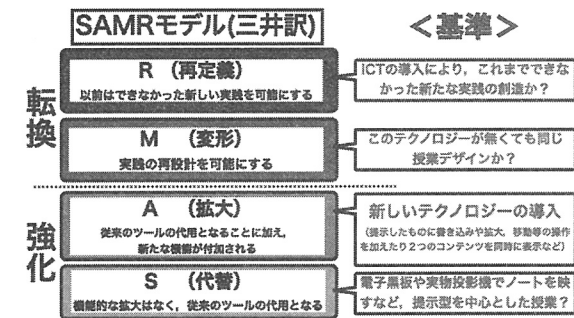 SAMRモデル(三井訳)
＜基準＞
転換
R （再定義）
以前はできなかった新しい実践を可能にする
ICTの導入により，これまでできな
かった新たな実践の創造か？
M （変形）
実践の再設計を可能にする
このテクノロジーが無くても同じ
授業デザインか？
強化
A （拡大）
従来のツールの代用となることに加え，
新たな機能が付加される
新しいテクノロジーの導入
（提示したものに書き込みや拡大，移動等の操作
を加えたり２つのコンテンツを同時に表示など）
S （代替）
機能的な拡大はなく，従来のツールの代用となる
電子黒板や実物投影機でノートを映
すなど，提示型を中心とした授業？